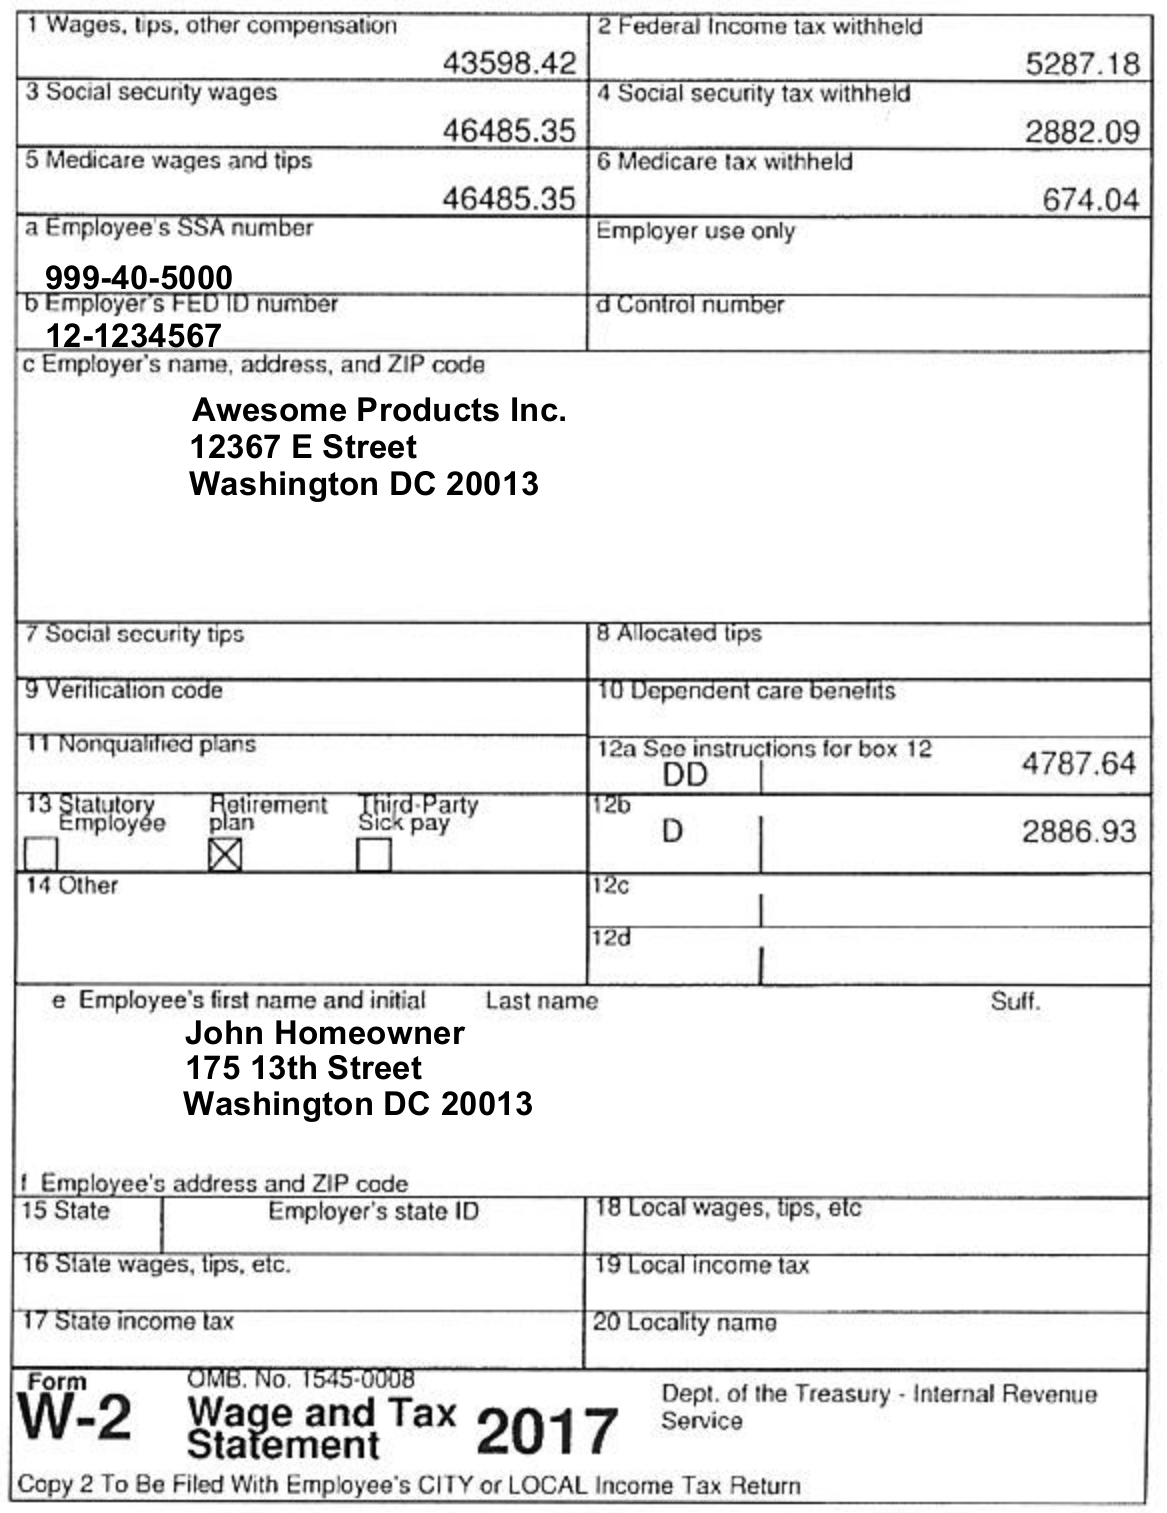 1 Wages, tips, other compensation
43598.42
2 Federal Income tax withheld
5287.18
3 Social security wages
46485.35
4 Social security tax withheld
2882.09
5 Medicare wages and tips
46485.35
6 Medicare tax withheld
674.04
a Employee's SSA number
999-40-5000
Employer use only
b Employer's FED ID number
12-1234567
d Control number
c Employer's name, address, and ZIP code
Awesome Products Inc.
12367 E Street
Washington DC 20013
7 Social security tips
8 Allocated tips
9 Verification code
10 Dependent care benefits
11 Nonqualified plans
12a See instructions for box 12
DD 4787.64
13 Statutory Employee
Retirement plan
Third-Party Sick pay
12b
D 2886.93
14 Other
12c
12d
e Employee's first name and initial Last name Suff.
John Homeowner
175 13th Street
Washington DC 20013
f Employee's address and ZIP code
15 State Employer's state ID
18 Local wages, tips, etc
16 State wages, tips, etc.
19 Local income tax
17 State income tax
20 Locality name
Form
W-2
OMB. No. 1545-0008
Wage and Tax
Statement
2017
Dept. of the Treasury - Internal Revenue
Service
Copy 2 To Be Filed With Employee's CITY or LOCAL Income Tax Return